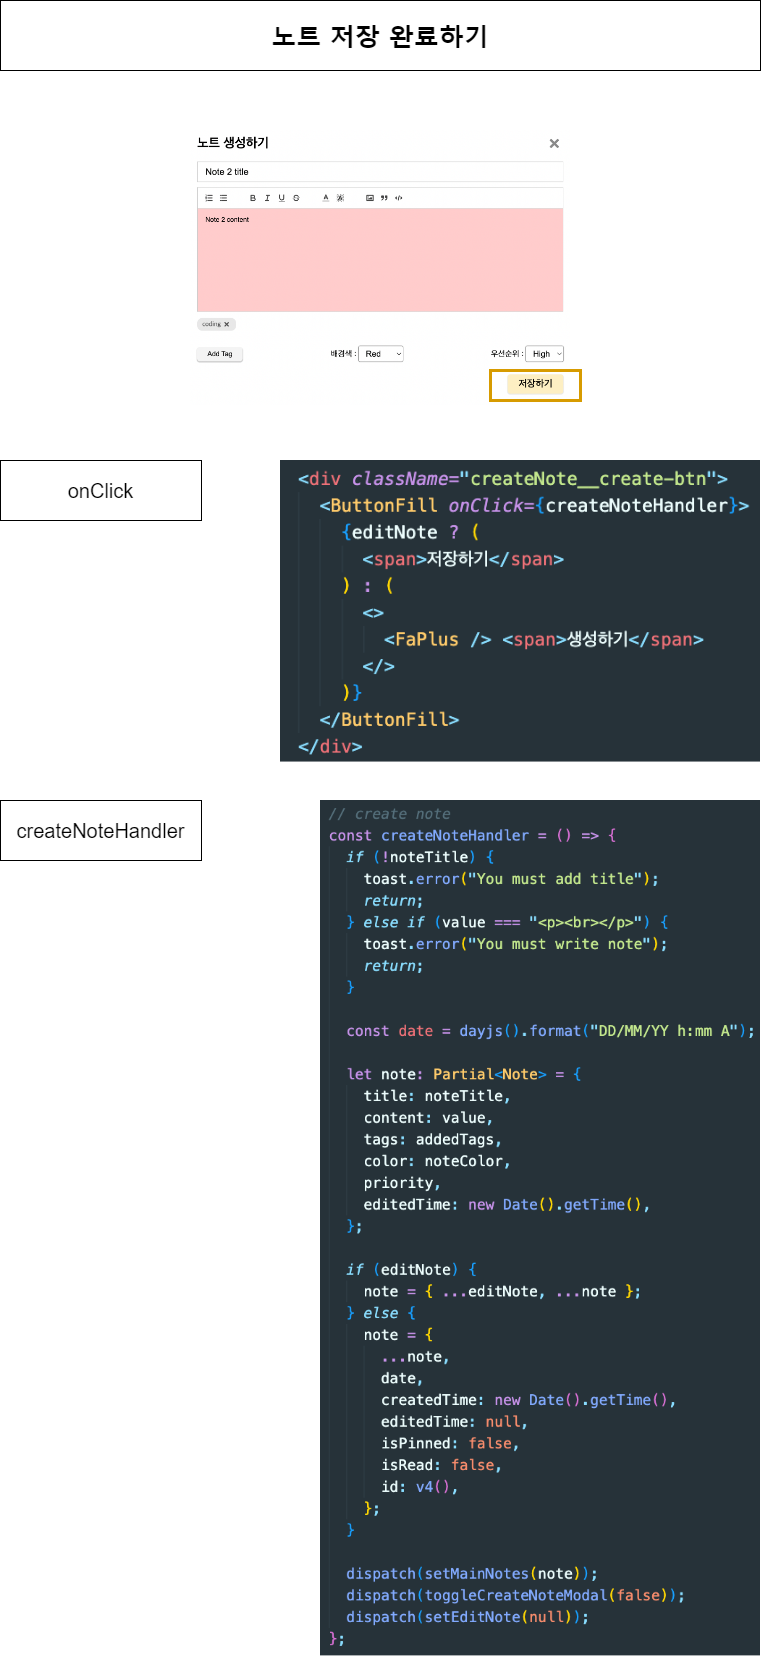 노트 저장 완료하기
노트 생성하기
Note 2 title
B I U S A
Note 2 content
coding ×
Add Tag 배경색 : Red 우선순위 : High
저장하기
onClick
<div className="createNote__create-btn">
<ButtonFill onClick={createNoteHandler}>
{editNote ? (
<span>저장하기</span>
) : (
<>
<FaPlus /> <span>생성하기</span>
</>
)}
</ButtonFill>
</div>
createNoteHandler
// create note
const createNoteHandler = () => {
if (!noteTitle) {
toast.error("You must add title");
return;
} else if (value === "<p><br></p>") {
toast.error("You must write note");
return;
}
const date = dayjs().format("DD/MM/YY h:mm A");
let note: Partial<Note> = {
title: noteTitle,
content: value,
tags: addedTags,
color: noteColor,
priority,
editedTime: new Date().getTime(),
};
if (editNote) {
note = { ...editNote, ...note };
} else {
note = {
...note,
date,
createdTime: new Date().getTime(),
editedTime: null,
isPinned: false,
isRead: false,
id: v4(),
};
}
dispatch(setMainNotes(note));
dispatch(toggleCreateNoteModal(false));
dispatch(setEditNote(null));
};